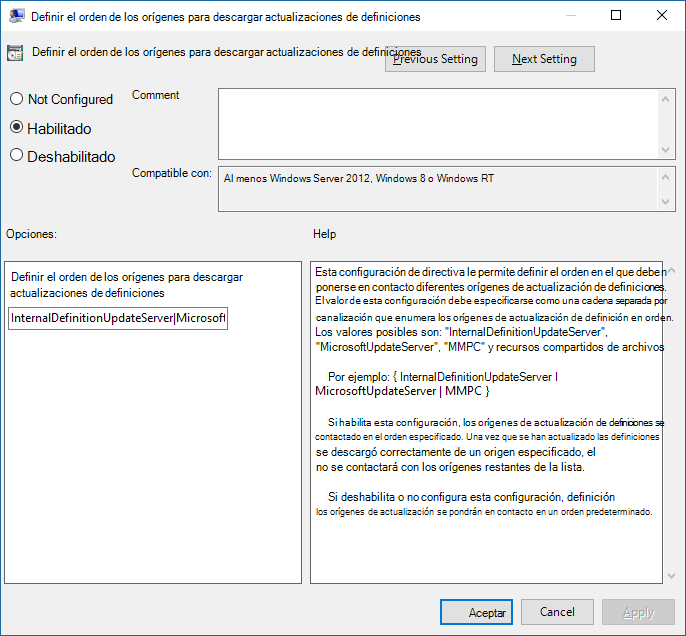 Definir el orden de los orígenes para descargar actualizaciones de definiciones
Definir el orden de los orígenes para descargar actualizaciones de definiciones
Previous Setting
Next Setting
Not Configured
Habilitado
Deshabilitado
Comment
Compatible con:
Al menos Windows Server 2012, Windows 8 o Windows RT
Opciones:
Help
Definir el orden de los orígenes para descargar
actualizaciones de definiciones
InternalDefinitionUpdateServer|Microsoft
Esta configuración de directiva le permite definir el orden en el que deben
ponerse en contacto diferentes orígenes de actualización de definiciones.
El valor de esta configuración debe especificarse como una cadena separada por
canalización que enumera los orígenes de actualización de definición en orden.
Los valores posibles son: "InternalDefinitionUpdateServer",
"MicrosoftUpdateServer", "MMPC" y recursos compartidos de archivos
Por ejemplo: { InternalDefinitionUpdateServer |
MicrosoftUpdateServer | MMPC }
Si habilita esta configuración, los orígenes de actualización de definiciones se
contactado en el orden especificado. Una vez que se han actualizado las definiciones
se descargó correctamente de un origen especificado, el
no se contactará con los orígenes restantes de la lista.
Si deshabilita o no configura esta configuración, definición
los orígenes de actualización se pondrán en contacto en un orden predeterminado.
Aceptar
Cancel
Apply